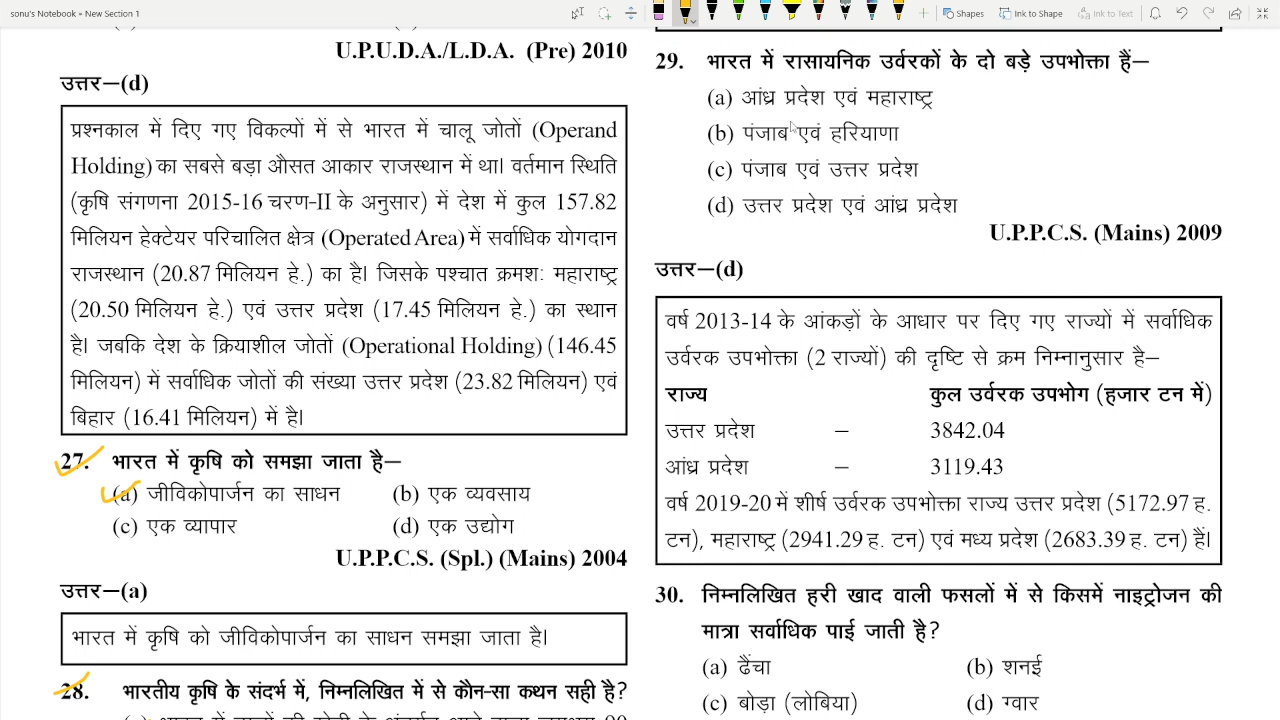 sonu's Notebook » New Section 1
Shapes
Ink to Shape
Ink to Text
U.P.U.D.A./L.D.A. (Pre) 2010
उत्तर–(d)
प्रश्नकाल में दिए गए विकल्पों में से भारत में चालू जोतों (Operand
Holding) का सबसे बड़ा औसत आकार राजस्थान में था। वर्तमान स्थिति
(कृषि संगणना 2015-16 चरण-II के अनुसार) में देश में कुल 157.82
मिलियन हेक्टेयर परिचालित क्षेत्र (Operated Area) में सर्वाधिक योगदान
राजस्थान (20.87 मिलियन हे.) का है। जिसके पश्चात क्रमशः महाराष्ट्र
(20.50 मिलियन हे.) एवं उत्तर प्रदेश (17.45 मिलियन हे.) का स्थान
है। जबकि देश के क्रियाशील जोतों (Operational Holding) (146.45
मिलियन) में सर्वाधिक जोतों की संख्या उत्तर प्रदेश (23.82 मिलियन) एवं
बिहार (16.41 मिलियन) में है।
27. भारत में कृषि को समझा जाता है–
(a) जीविकोपार्जन का साधन (b) एक व्यवसाय
(c) एक व्यापार (d) एक उद्योग
U.P.P.C.S. (Spl.) (Mains) 2004
उत्तर–(a)
भारत में कृषि को जीविकोपार्जन का साधन समझा जाता है।
28. भारतीय कृषि के संदर्भ में, निम्नलिखित में से कौन-सा कथन सही है?
29. भारत में रासायनिक उर्वरकों के दो बड़े उपभोक्ता हैं–
(a) आंध्र प्रदेश एवं महाराष्ट्र
(b) पंजाब एवं हरियाणा
(c) पंजाब एवं उत्तर प्रदेश
(d) उत्तर प्रदेश एवं आंध्र प्रदेश
U.P.P.C.S. (Mains) 2009
उत्तर–(d)
वर्ष 2013-14 के आंकड़ों के आधार पर दिए गए राज्यों में सर्वाधिक
उर्वरक उपभोक्ता (2 राज्यों) की दृष्टि से क्रम निम्नानुसार है–
राज्य कुल उर्वरक उपभोग (हजार टन में)
उत्तर प्रदेश – 3842.04
आंध्र प्रदेश – 3119.43
वर्ष 2019-20 में शीर्ष उर्वरक उपभोक्ता राज्य उत्तर प्रदेश (5172.97 ह.
टन), महाराष्ट्र (2941.29 ह. टन) एवं मध्य प्रदेश (2683.39 ह. टन) हैं।
30. निम्नलिखित हरी खाद वाली फसलों में से किसमें नाइट्रोजन की
मात्रा सर्वाधिक पाई जाती है?
(a) ढैंचा (b) शनई
(c) बोड़ा (लोबिया) (d) ग्वार